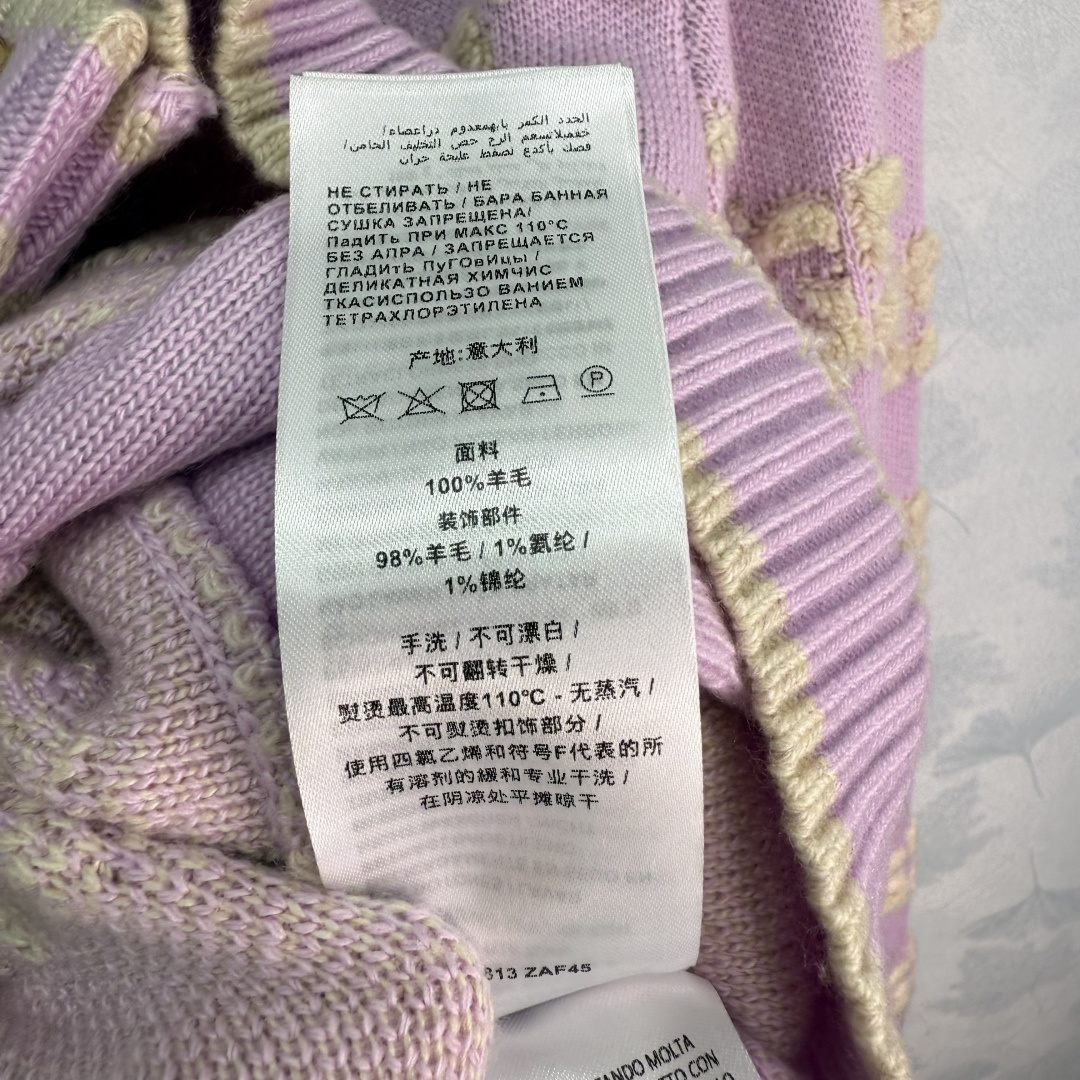 НЕ СТИРАТЬ / НЕ
ОТБЕЛИВАТЬ / БАРА БАННАЯ
СУШКА ЗАПРЕЩЕНА/
ПаДИТЬ ПРИ МАКС 110°C
БЕЗ АПРА / ЗАПРЕЩАЕТСЯ
ГЛАДИТЬ ПУГОВИЦЫ /
ДЕЛИКАТНАЯ ХИМЧИС
ТКАСИСПОЛЬЗО ВАНИЕМ
ТЕТРАХЛОРЭТИЛЕНА
产地:意大利
P
面料
100%羊毛
装饰部件
98%羊毛 / 1%氨纶 /
1%锦纶
手洗 / 不可漂白 /
不可翻转干燥 /
熨烫最高温度110℃ - 无蒸汽 /
不可熨烫扣饰部分 /
使用四氯乙烯和符号F代表的所
有溶剂的缓和专业干洗 /
在阴凉处平摊晾干
313 ZAF45
TANDO MOLTA
CON